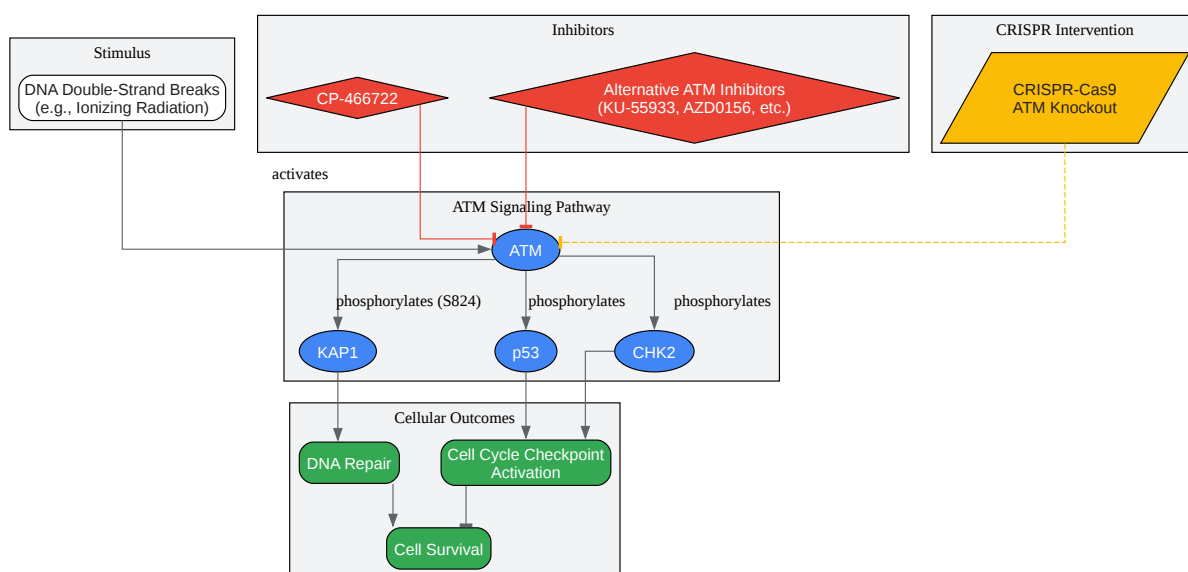 Stimulus
DNA Double-Strand Breaks
(e.g., Ionizing Radiation)
Inhibitors
CP-466722
Alternative ATM Inhibitors
(KU-55933, AZD0156, etc.)
CRISPR Intervention
CRISPR-Cas9
ATM Knockout
activates
ATM Signaling Pathway
ATM
phosphorylates (S824)
phosphorylates
phosphorylates
KAP1
p53
CHK2
Cellular Outcomes
DNA Repair
Cell Cycle Checkpoint
Activation
Cell Survival